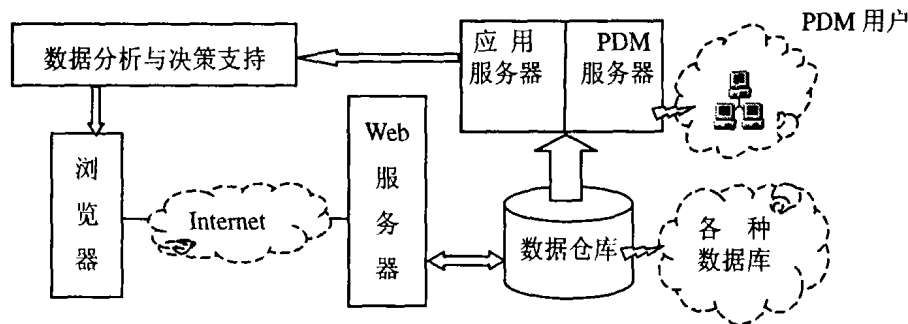 PDM 用户
数据分析与决策支持
应 用
服务器
PDM
服务器
Web
服
务
器
浏
览
器
Internet
数据仓库
各 种
数据库